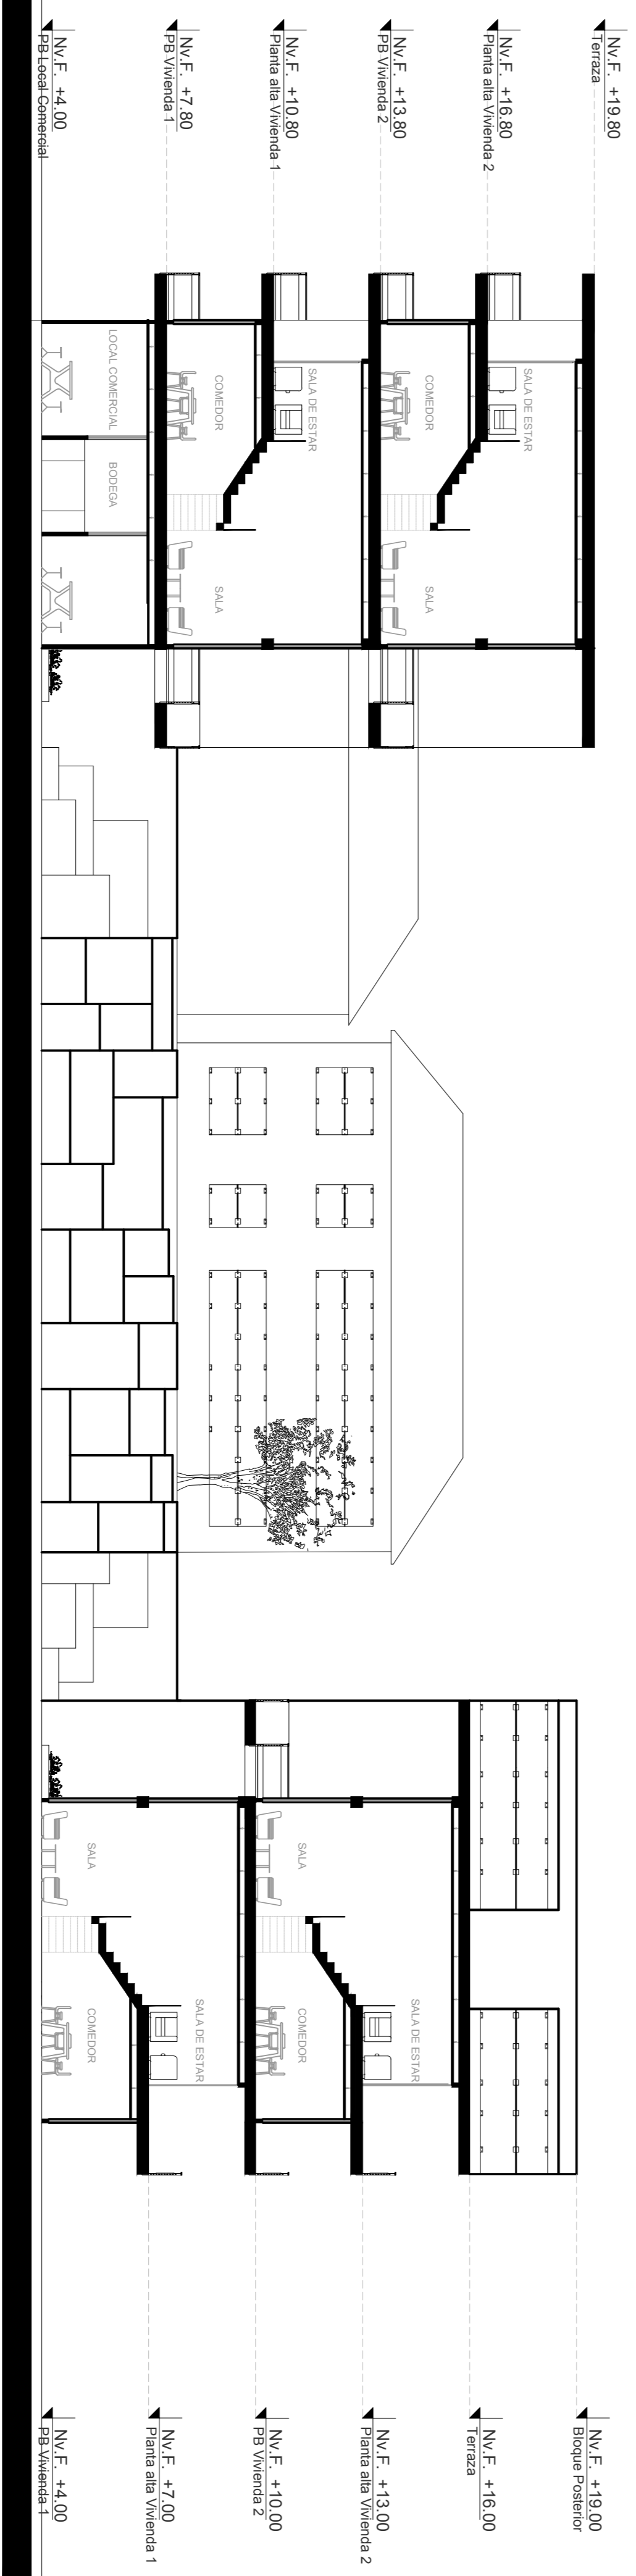 Nv.F. +19.80
Terraza
Nv.F. +16.80
Planta alta Vivienda 2
Nv.F. +13.80
PB Vivienda 2
Nv.F. +10.80
Planta alta Vivienda 1
Nv.F. +7.80
PB Vivienda 1
Nv.F. +4.00
PB Local Comercial
SALA DE ESTAR
COMEDOR
SALA
SALA DE ESTAR
COMEDOR
SALA
LOCAL COMERCIAL
BODEGA
SALA DE ESTAR
SALA
COMEDOR
SALA DE ESTAR
SALA
COMEDOR
Nv.F. +19.00
Bloque Posterior
Nv.F. +16.00
Terraza
Nv.F. +13.00
Planta alta Vivienda 2
Nv.F. +10.00
PB Vivienda 2
Nv.F. +7.00
Planta alta Vivienda 1
Nv.F. +4.00
PB Vivienda 1